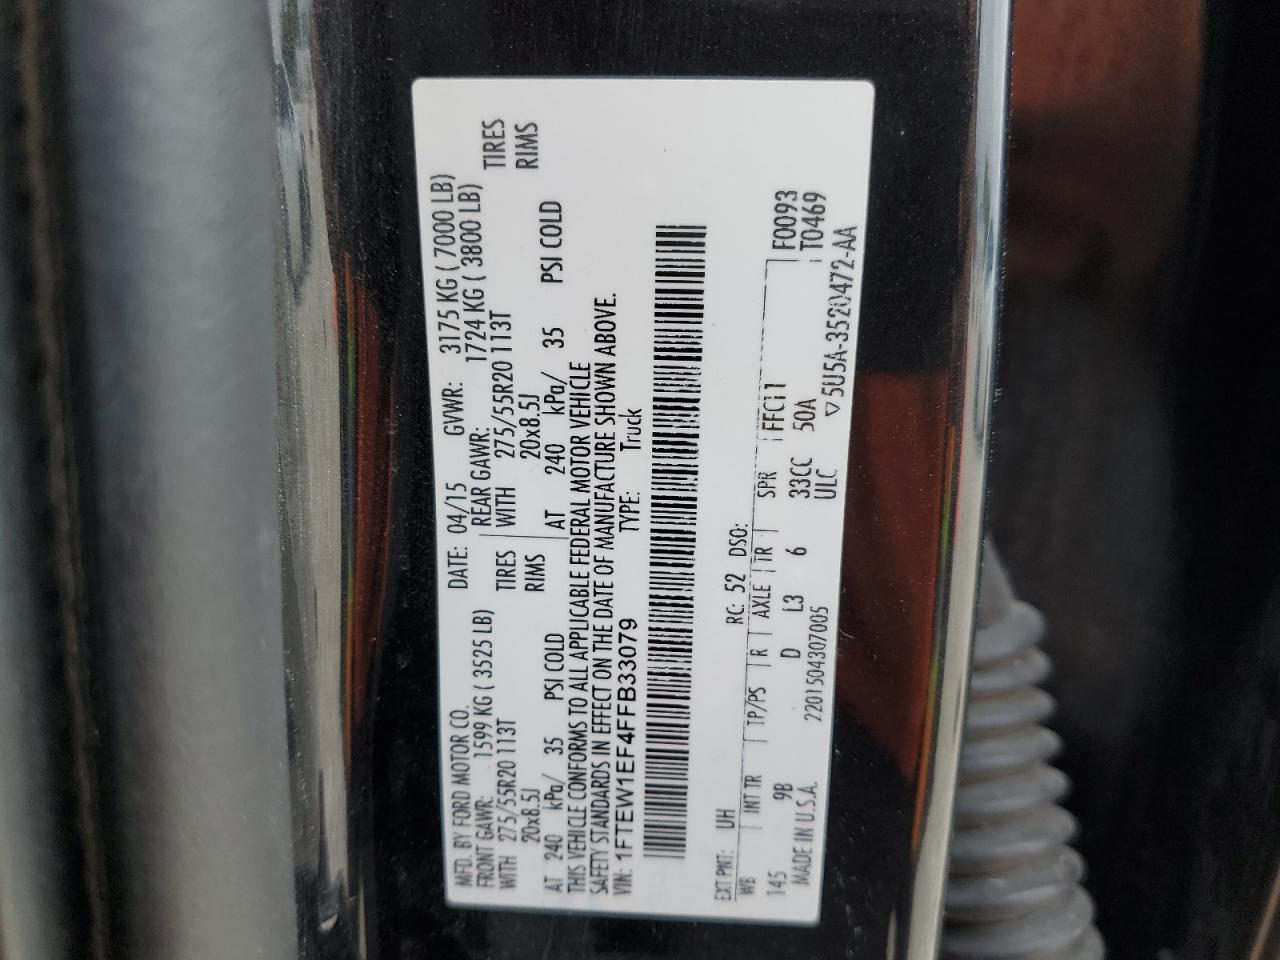 MFD. BY FORD MOTOR CO. DATE: 04/15 GVWR: 3175 KG ( 7000 LB)
FRONT GAWR: 1599 KG ( 3525 LB) REAR GAWR: 1724 KG ( 3800 LB)
WITH 275/55R20 113T TIRES WITH 275/55R20 113T TIRES
20x8.5J RIMS 20x8.5J RIMS
AT 240 kPa/ 35 PSI COLD AT 240 kPa/ 35 PSI COLD
THIS VEHICLE CONFORMS TO ALL APPLICABLE FEDERAL MOTOR VEHICLE
SAFETY STANDARDS IN EFFECT ON THE DATE OF MANUFACTURE SHOWN ABOVE.
VIN: 1FTEW1EF4FFB33079 TYPE: Truck
EXT PNT: UH RC: 52 DSO:
WB INT TR TP/PS R AXLE TR SPR FFC11 F0093
145 9B D L3 6 33CC 50A T0469
MADE IN U.S.A. 2201504307005 ULC ▽5U5A-3520472-AA